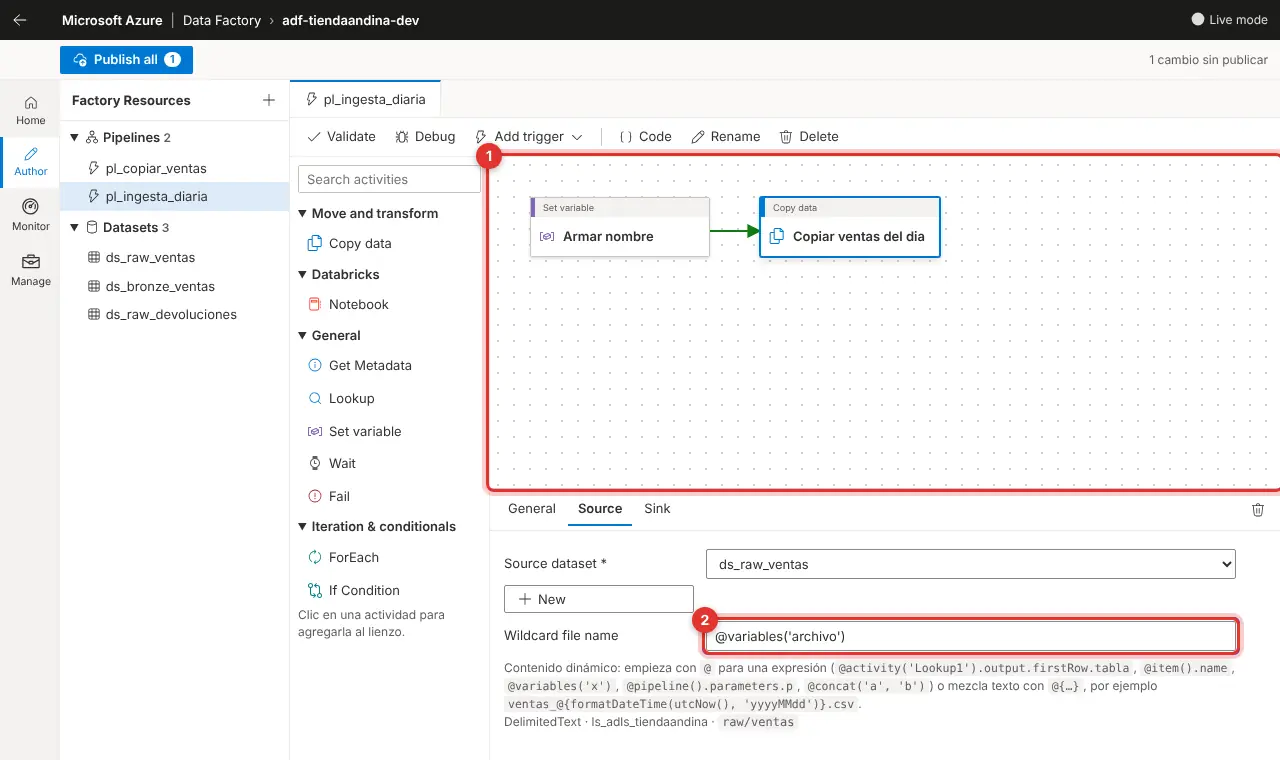 Microsoft Azure | Data Factory › adf-tiendaandina-dev
Live mode
Publish all 1
1 cambio sin publicar
Home
Author
Monitor
Manage
Factory Resources
Pipelines 2
pl_copiar_ventas
pl_ingesta_diaria
Datasets 3
ds_raw_ventas
ds_bronze_ventas
ds_raw_devoluciones
pl_ingesta_diaria
Validate Debug Add trigger { } Code Rename Delete
Search activities
Move and transform
Copy data
Databricks
Notebook
General
Get Metadata
Lookup
Set variable
Wait
Fail
Iteration & conditionals
ForEach
If Condition
Clic en una actividad para
agregarla al lienzo.
1
Set variable
Armar nombre
Copy data
Copiar ventas del dia
General Source Sink
Source dataset *
ds_raw_ventas
New
2
Wildcard file name
@variables('archivo')
Contenido dinámico: empieza con @ para una expresión ( @activity('Lookup1').output.firstRow.tabla , @item().name ,
@variables('x') , @pipeline().parameters.p , @concat('a', 'b') ) o mezcla texto con @{…} , por ejemplo
ventas_@{formatDateTime(utcNow(), 'yyyyMMdd')}.csv .
DelimitedText · ls_adls_tiendaandina · raw/ventas